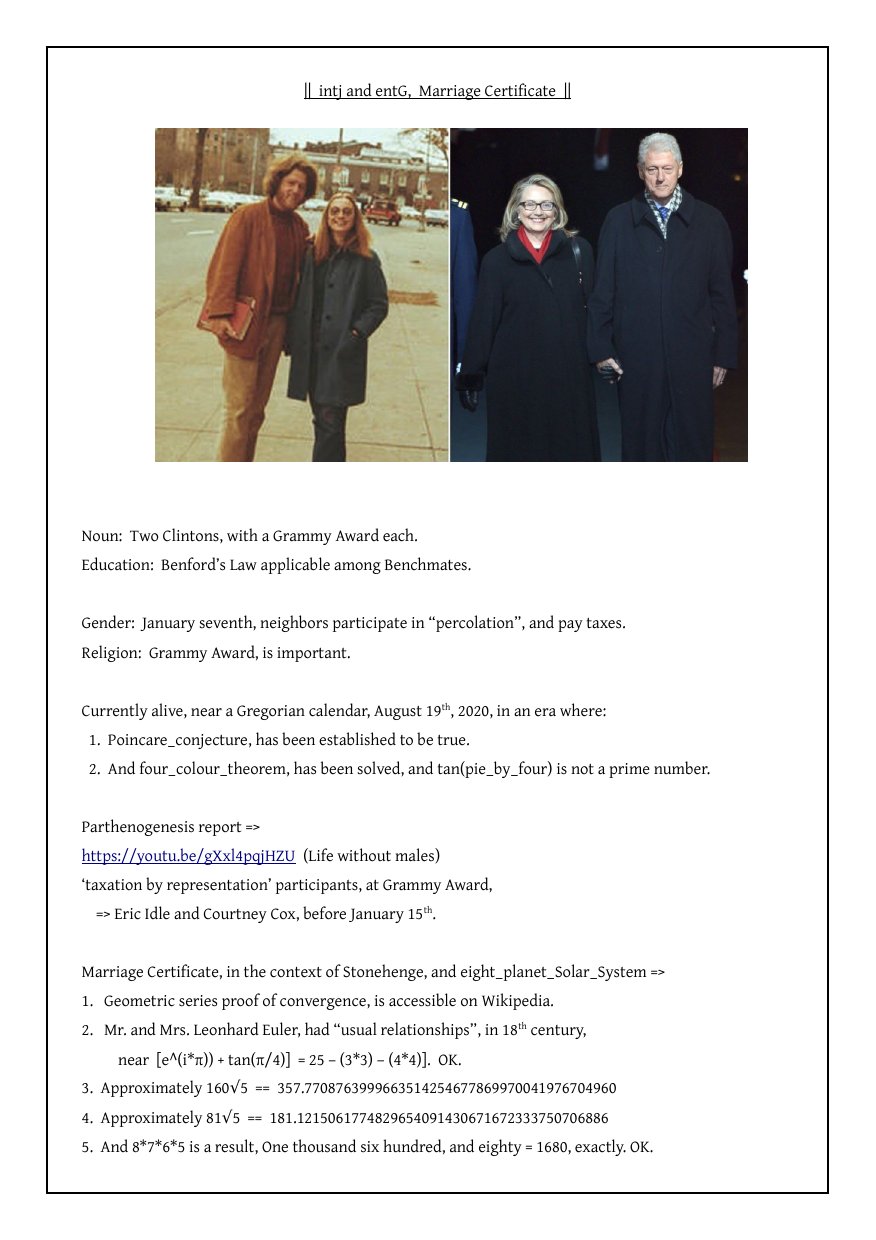 || intj and entG, Marriage Certificate ||
Noun: Two Clintons, with a Grammy Award each.
Education: Benford’s Law applicable among Benchmates.
Gender: January seventh, neighbors participate in “percolation”, and pay taxes.
Religion: Grammy Award, is important.
Currently alive, near a Gregorian calendar, August 19th, 2020, in an era where:
1. Poincare_conjecture, has been established to be true.
2. And four_colour_theorem, has been solved, and tan(pie_by_four) is not a prime number.
Parthenogenesis report =>
https://youtu.be/gXxl4pqjHZU (Life without males)
‘taxation by representation’ participants, at Grammy Award,
=> Eric Idle and Courtney Cox, before January 15th.
Marriage Certificate, in the context of Stonehenge, and eight_planet_Solar_System =>
1. Geometric series proof of convergence, is accessible on Wikipedia.
2. Mr. and Mrs. Leonhard Euler, had “usual relationships”, in 18th century,
near [e^(i*π)) + tan(π/4)] = 25 – (3*3) – (4*4)]. OK.
3. Approximately 160√5 == 357.7708763999663514254677869970041976704960
4. Approximately 81√5 == 181.12150617748296540914306716723337507068​86
5. And 8*7*6*5 is a result, One thousand six hundred, and eighty = 1680, exactly. OK.